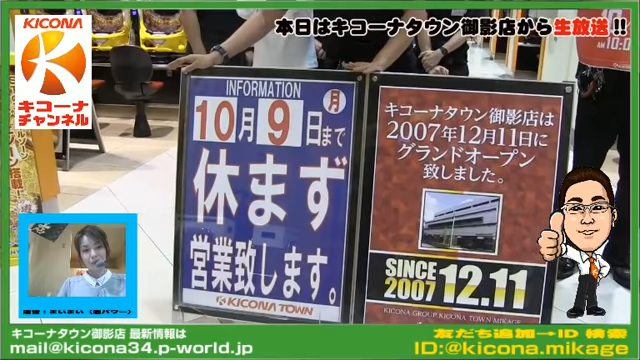 KICONA
キコーナ
チャンネル
本日はキコーナタウン御影店から生放送!!
INFORMATION
10月9日まで
月
休まず
営業致します。
KICONA TOWN
キコーナタウン御影店は
2007年12月11日に
グランドオープン
致しました。
SINCE
2007 12.11
KICONA GROUP KICONA TOWN MIKAGE
キコーナタウン御影店 最新情報は
mail@kicona34.p-world.jp
友だち追加→ID 検索
ID:@kicona.mikage